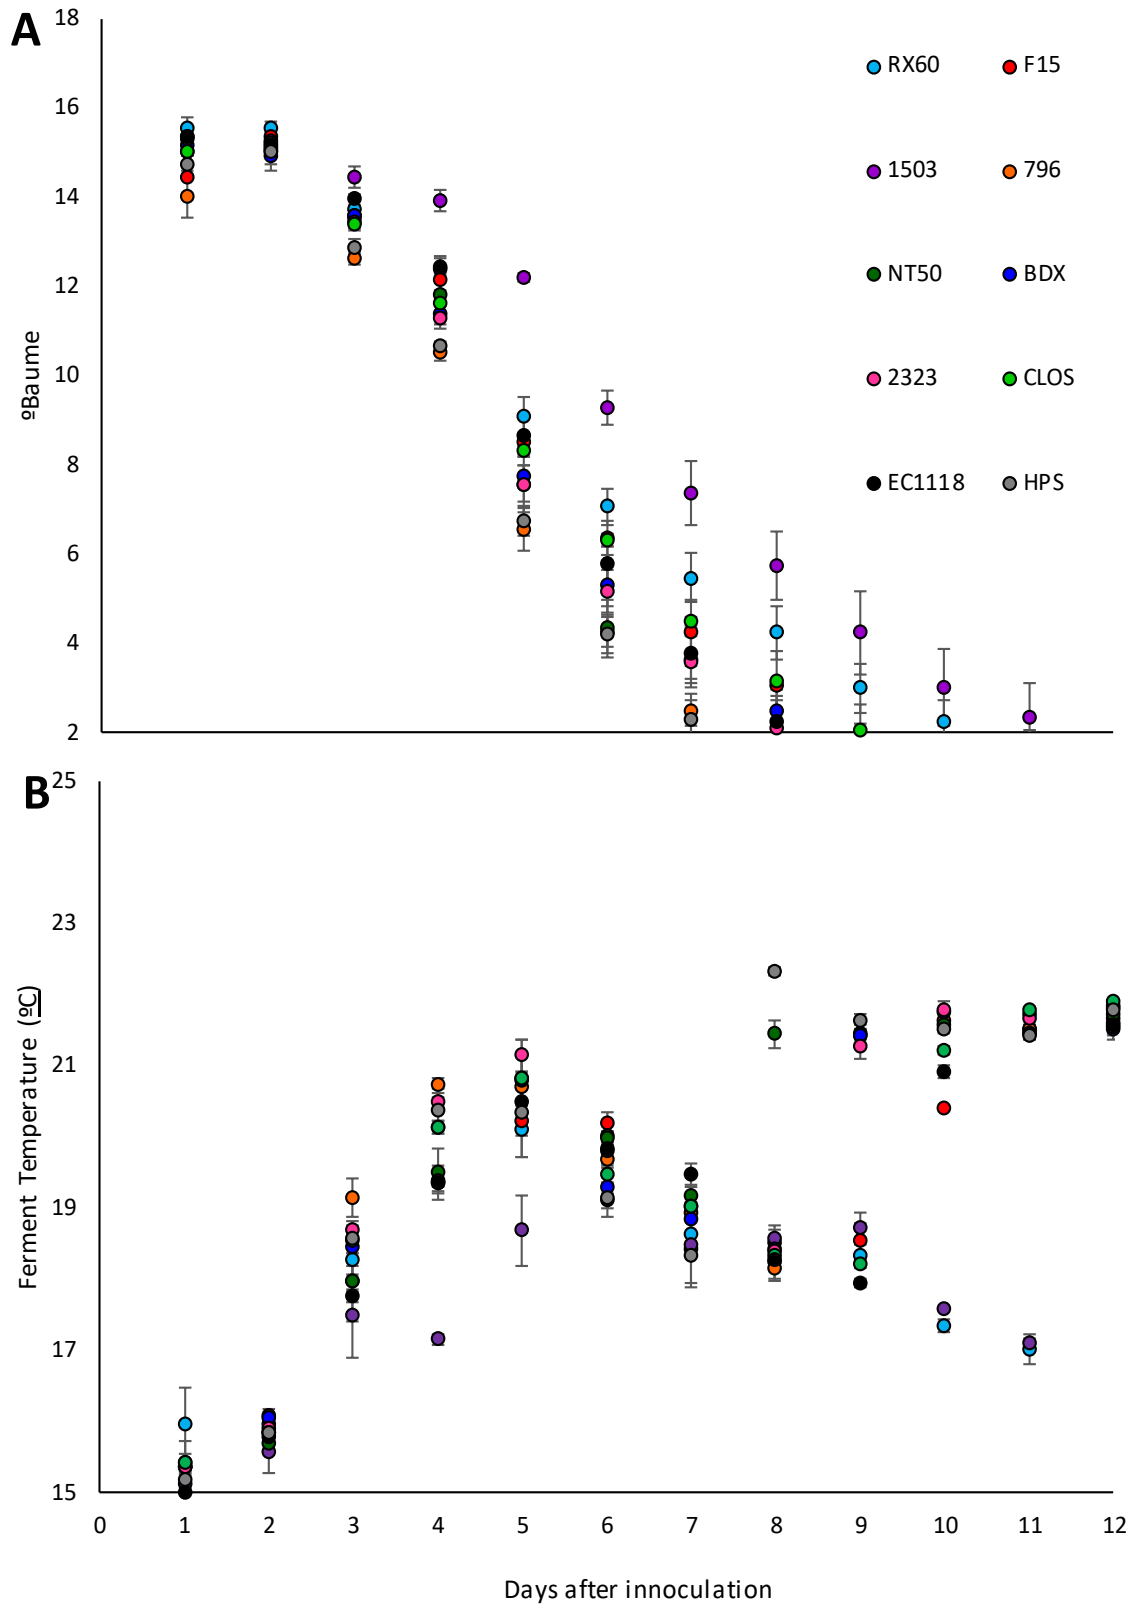 A
18
16
14
12
10
8
6
4
2
ºBaume
RX60 F15
1503 796
NT50 BDX
2323 CLOS
EC1118 HPS
B
25
23
21
19
17
15
Ferment Temperature (ºC)
0 1 2 3 4 5 6 7 8 9 10 11 12
Days after innoculation